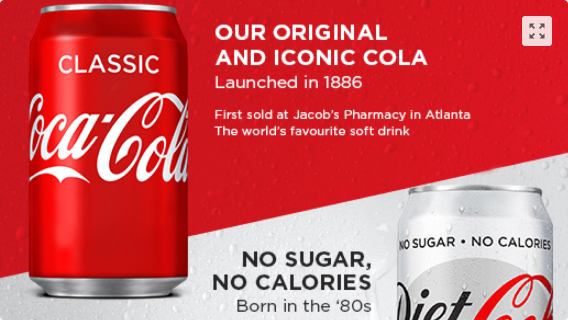 CLASSIC
Coca-Cola
OUR ORIGINAL
AND ICONIC COLA
Launched in 1886
First sold at Jacob's Pharmacy in Atlanta
The world's favourite soft drink
NO SUGAR,
NO CALORIES
Born in the ‘80s
NO SUGAR • NO CALORIES
Diet